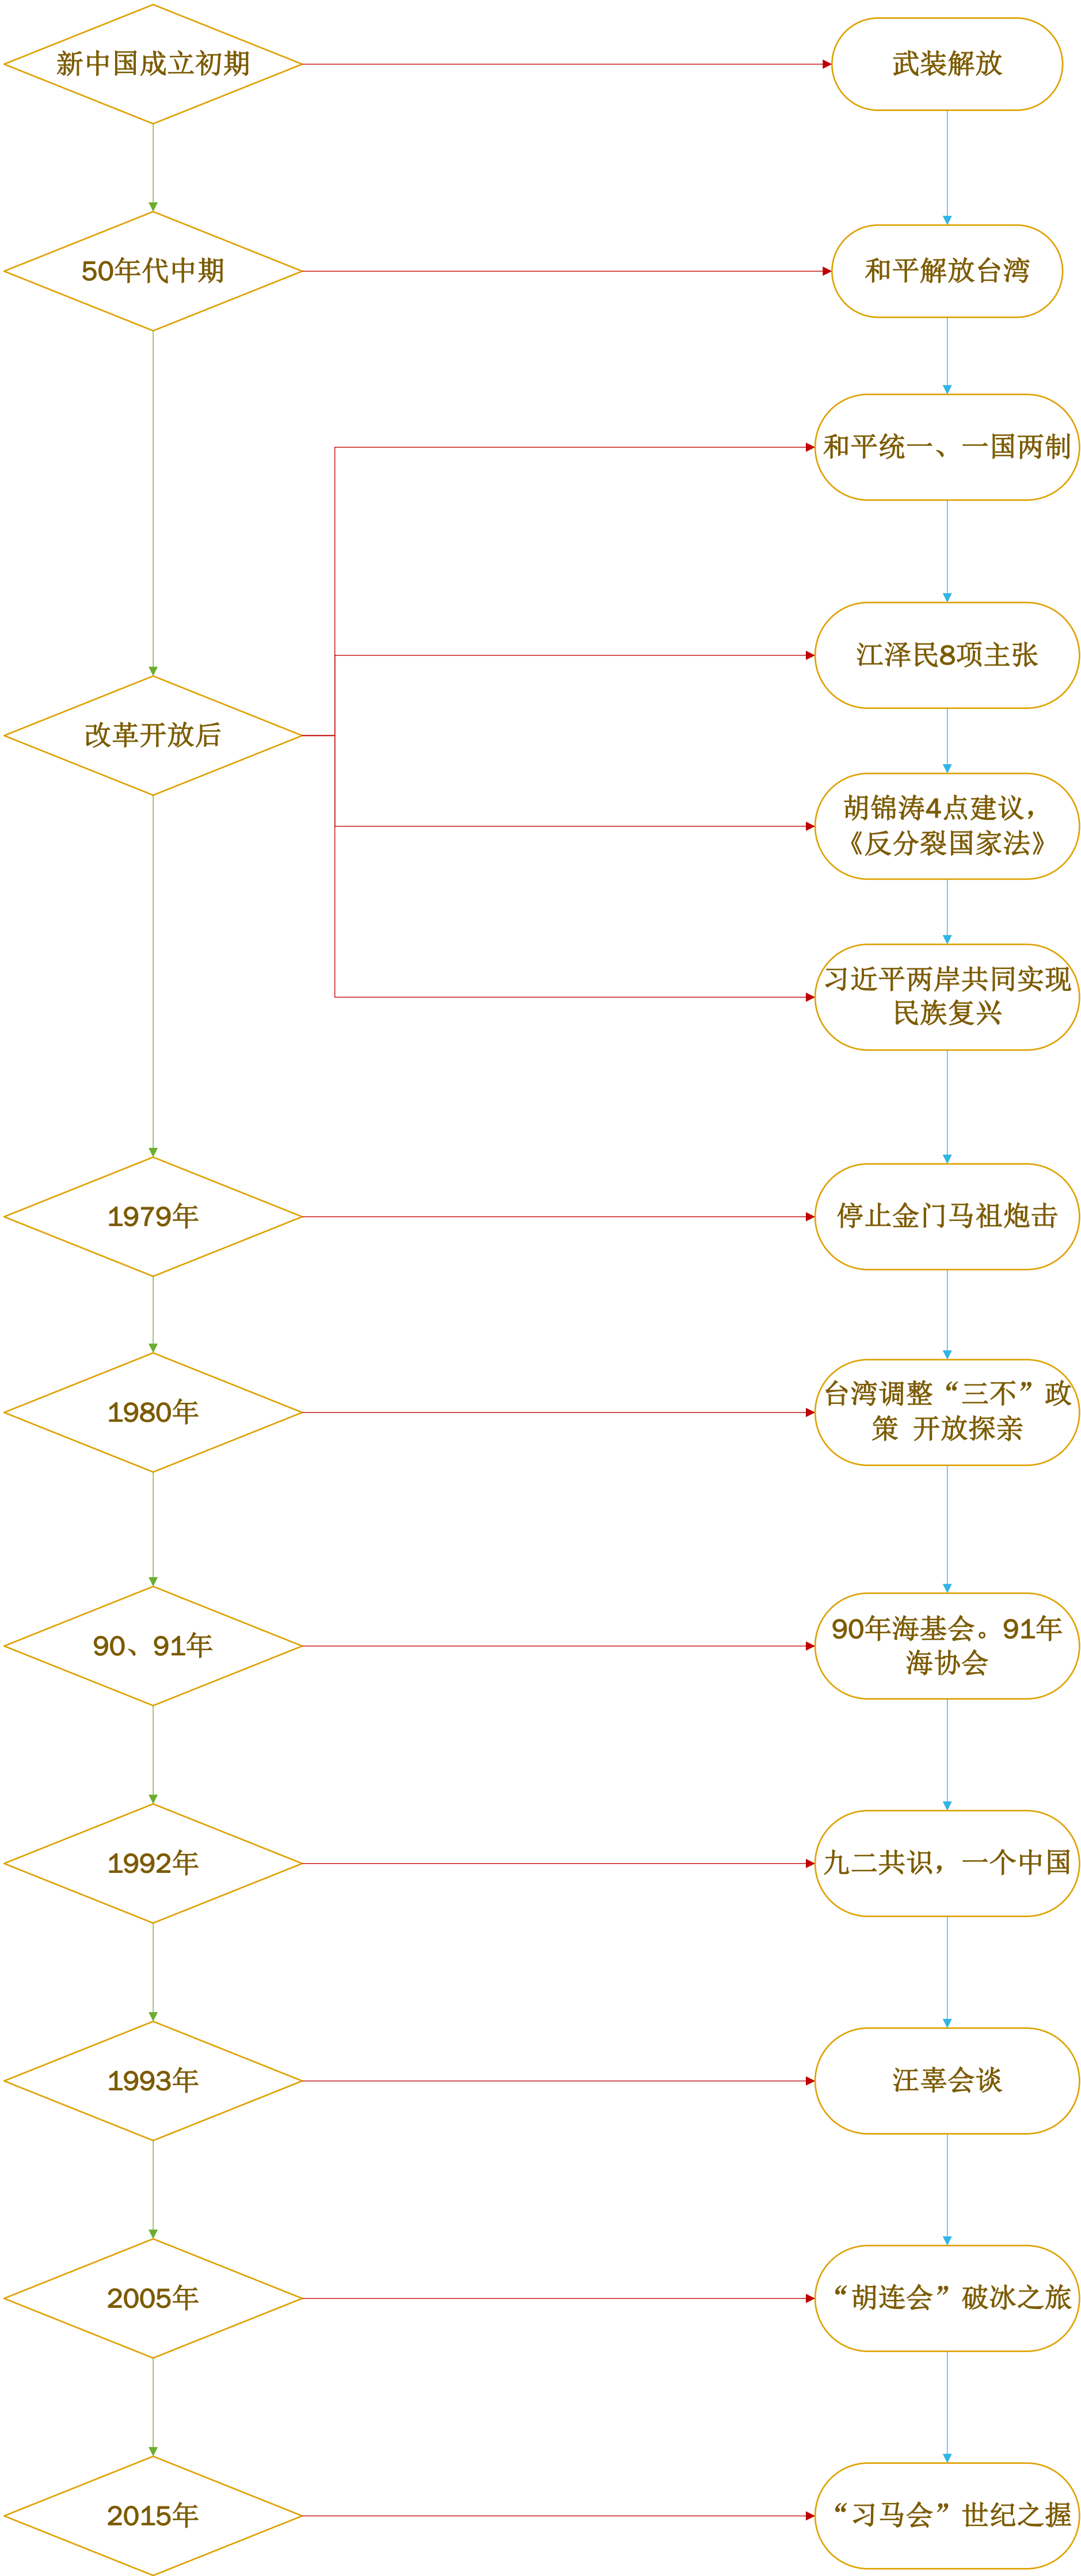 新中国成立初期
武装解放
50年代中期
和平解放台湾
和平统一、一国两制
江泽民8项主张
改革开放后
胡锦涛4点建议，
《反分裂国家法》
习近平两岸共同实现
民族复兴
1979年
停止金门马祖炮击
1980年
台湾调整“三不”政
策 开放探亲
90、91年
90年海基会。91年
海协会
1992年
九二共识，一个中国
1993年
汪辜会谈
2005年
“胡连会”破冰之旅
2015年
“习马会”世纪之握